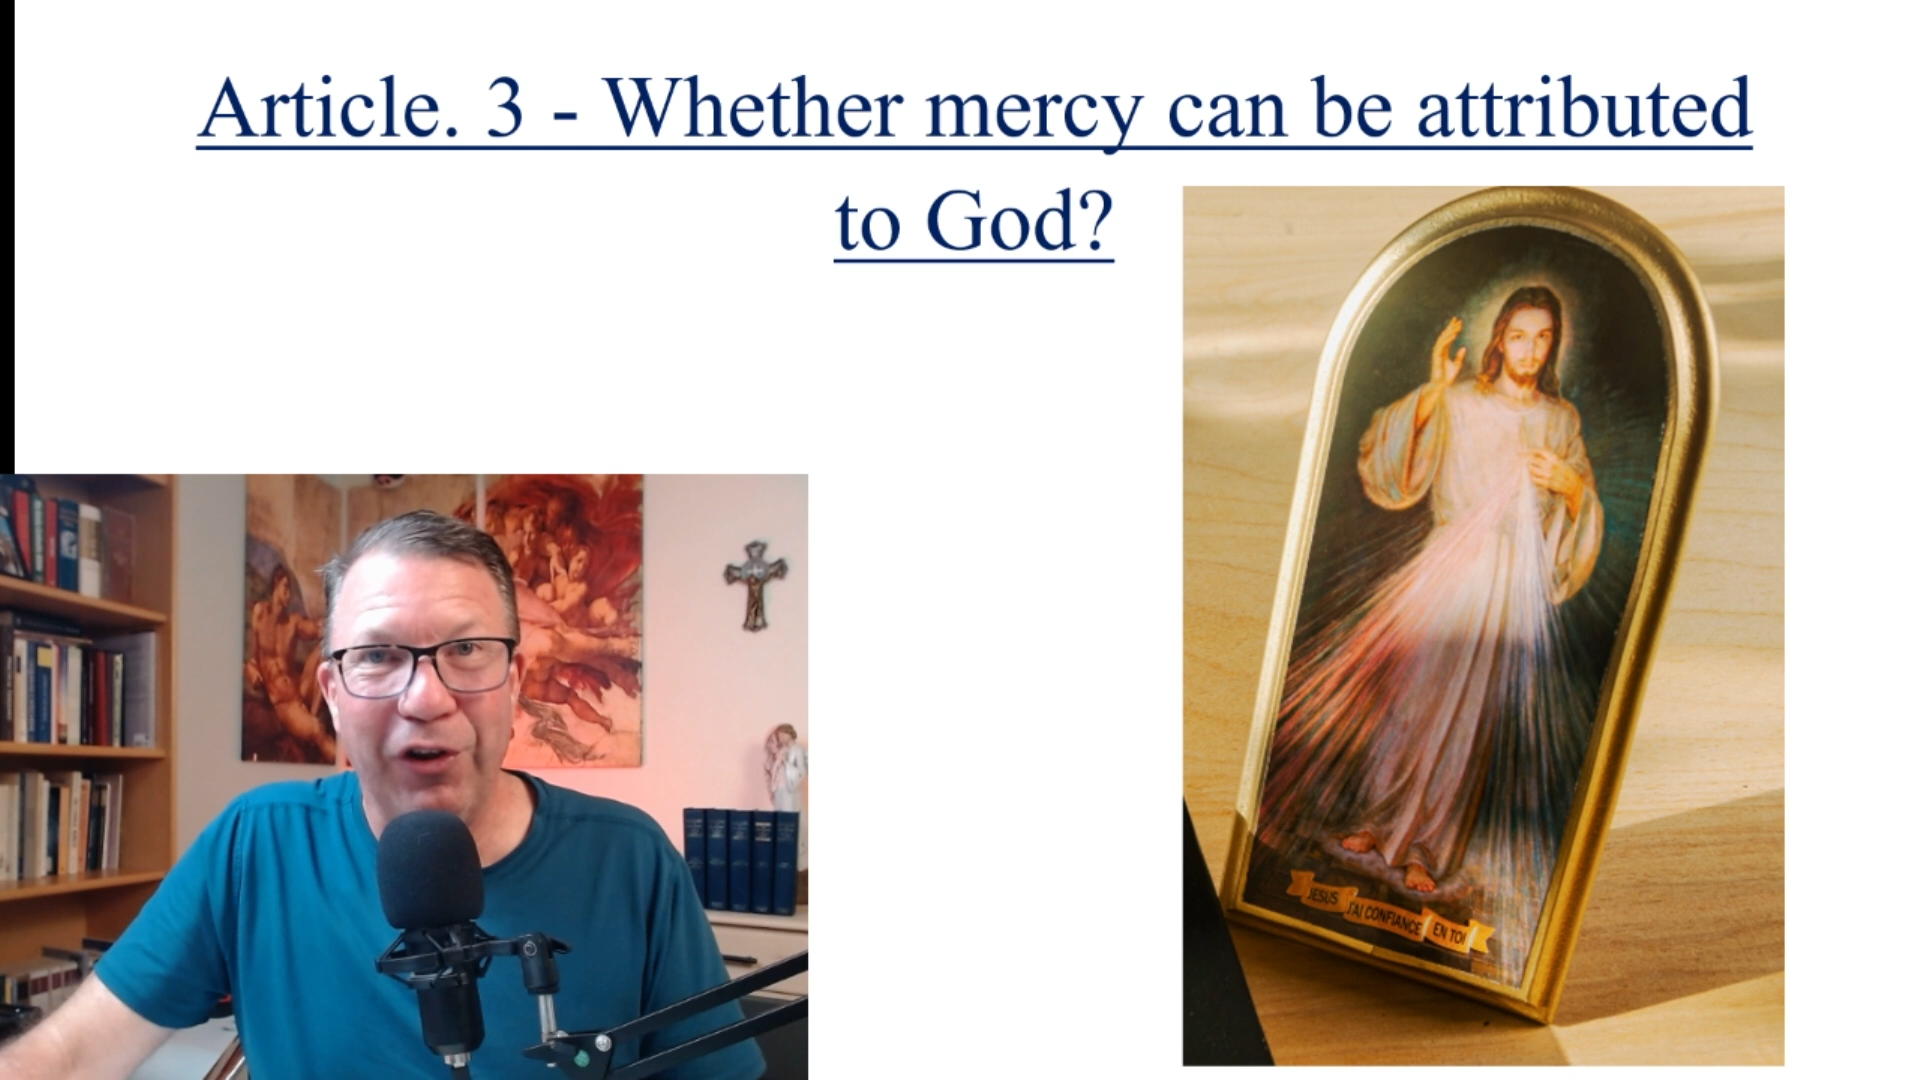 Article. 3 - Whether mercy can be attributed
to God?
JESUS J'AI CONFIANCE EN TOI